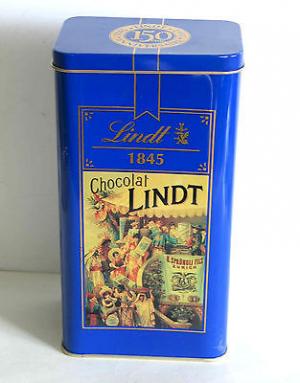 150
Lindt
1845
Chocolat
LINDT
R. SPRÜNGLI FILS
ZURICH